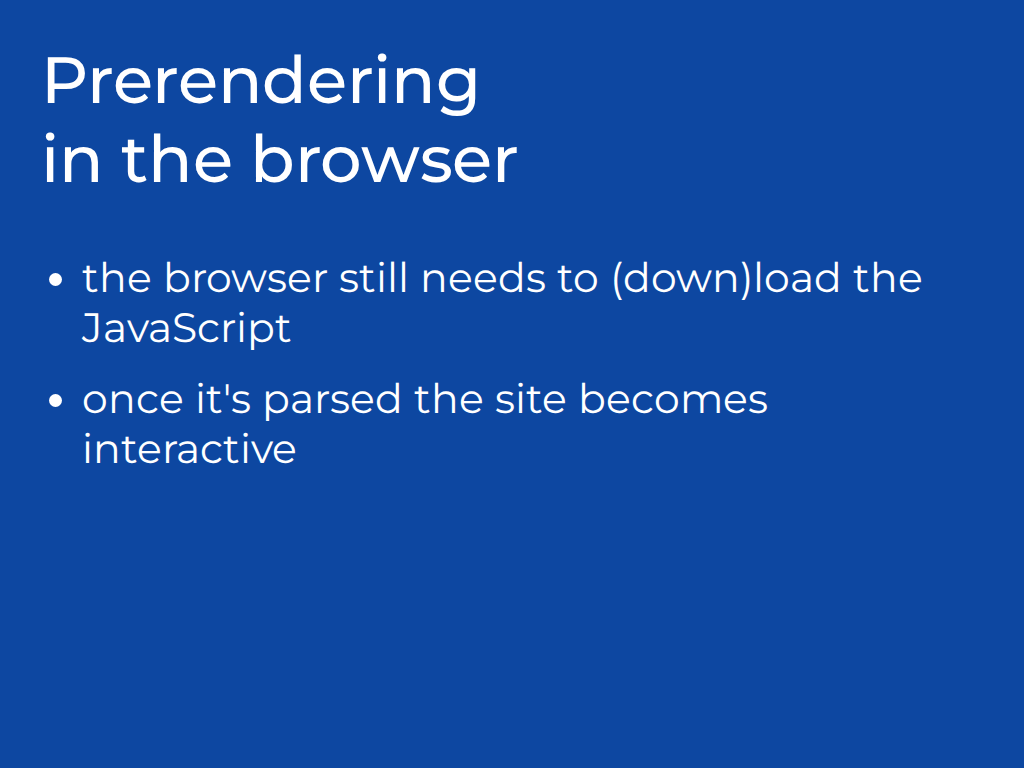 Prerendering
in the browser
• the browser still needs to (down)load the
JavaScript
• once it's parsed the site becomes
interactive